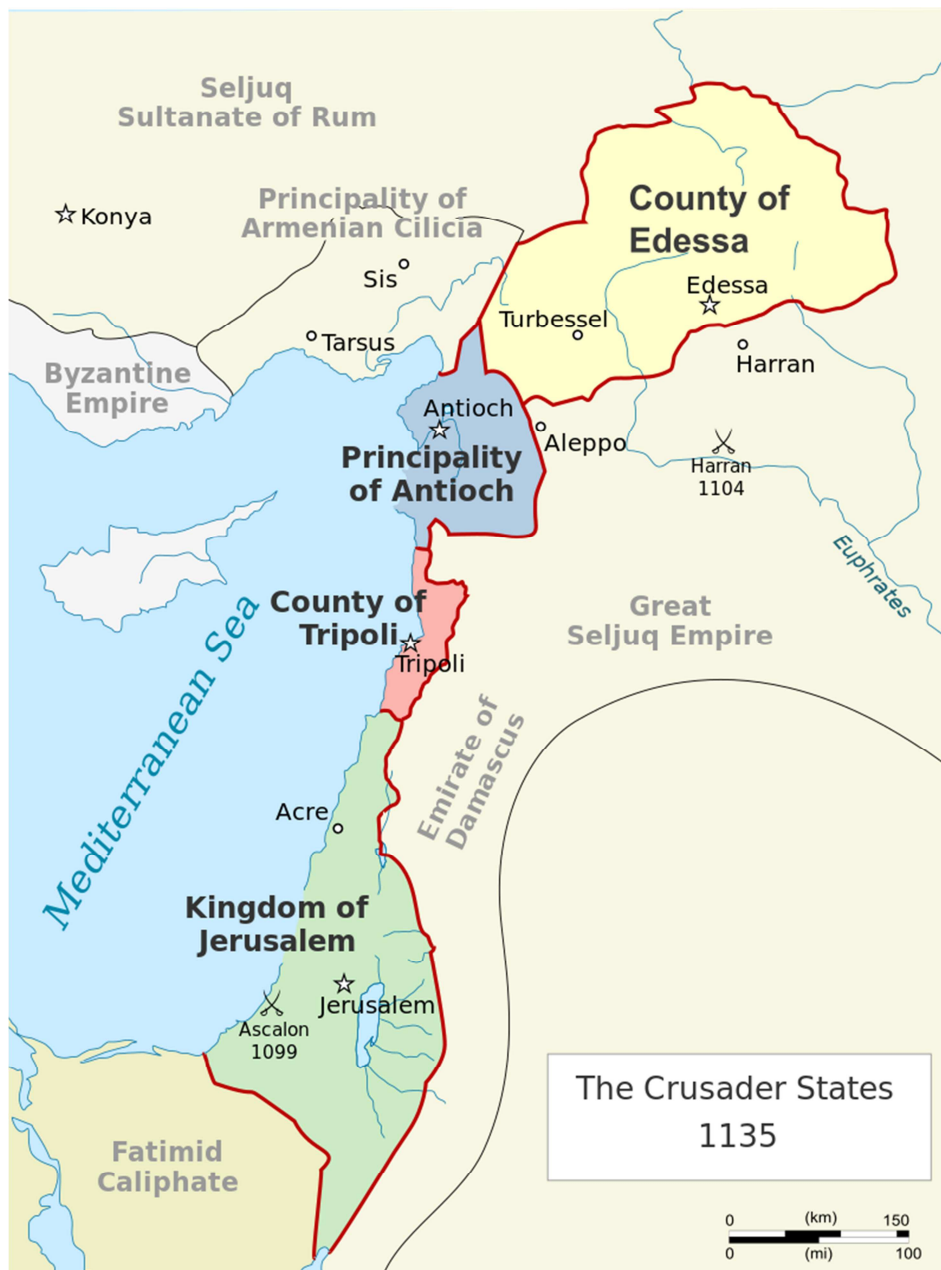 Seljuq
Sultanate of Rum
Principality of
Armenian Cilicia
County of
Edessa
Konya
Sis
Edessa
Turbessel
Tarsus
Harran
Byzantine
Empire
Antioch
Aleppo
Principality
of Antioch
Harran
1104
Euphrates
County of
Tripoli
Great
Seljuq Empire
Tripoli
Mediterranean Sea
Emirate of
Damascus
Acre
Kingdom of
Jerusalem
Jerusalem
Ascalon
1099
The Crusader States
1135
Fatimid
Caliphate
0 (km) 150
0 (mi) 100